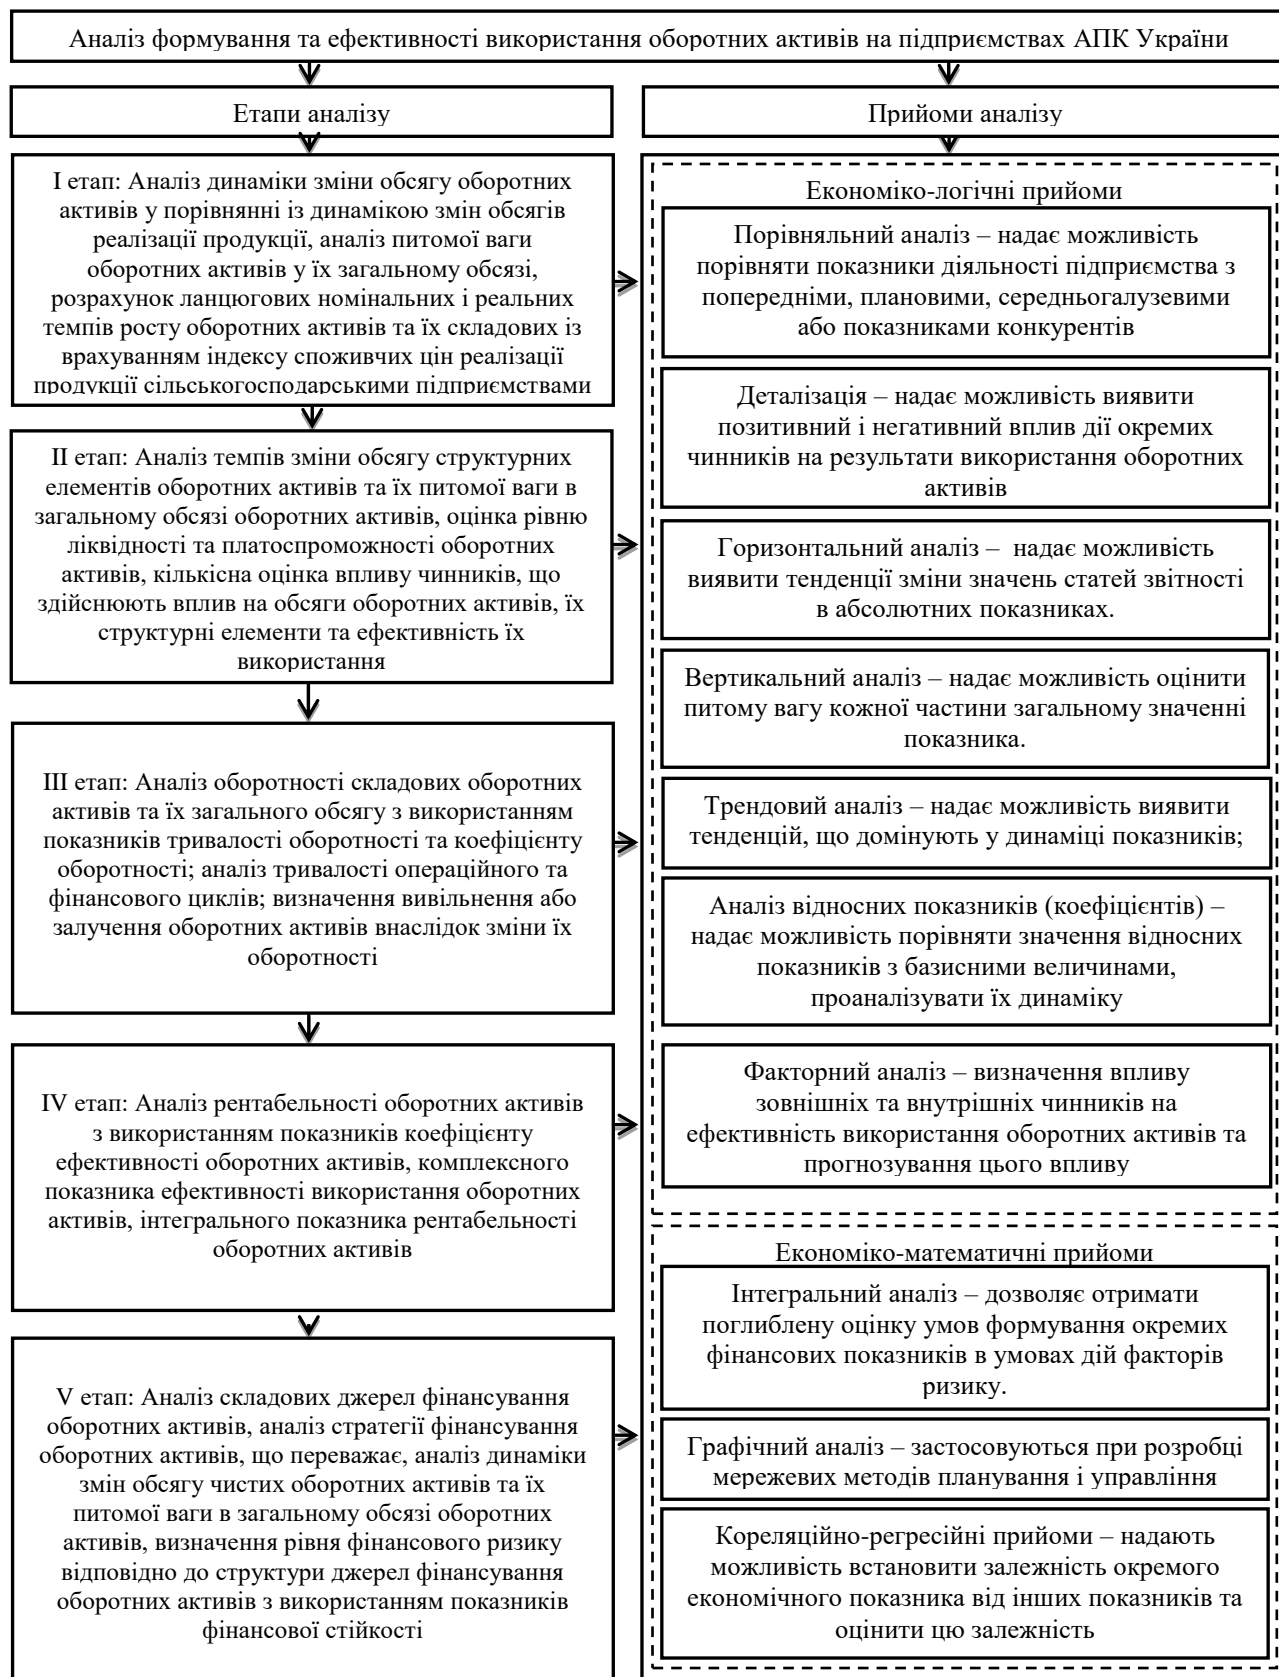 Аналіз формування та ефективності використання оборотних активів на підприємствах АПК України
Етапи аналізу
I етап: Аналіз динаміки зміни обсягу оборотних
активів у порівнянні із динамікою змін обсягів
реалізації продукції, аналіз питомої ваги
оборотних активів у їх загальному обсязі,
розрахунок ланцюгових номінальних і реальних
темпів росту оборотних активів та їх складових із
врахуванням індексу споживчих цін реалізації
продукції сільськогосподарськими підприємствами
II етап: Аналіз темпів зміни обсягу структурних
елементів оборотних активів та їх питомої ваги в
загальному обсязі оборотних активів, оцінка рівню
ліквідності та платоспроможності оборотних
активів, кількісна оцінка впливу чинників, що
здійснюють вплив на обсяги оборотних активів, їх
структурні елементи та ефективність їх
використання
III етап: Аналіз оборотності складових оборотних
активів та їх загального обсягу з використанням
показників тривалості оборотності та коефіцієнту
оборотності; аналіз тривалості операційного та
фінансового циклів; визначення вивільнення або
залучення оборотних активів внаслідок зміни їх
оборотності
IV етап: Аналіз рентабельності оборотних активів
з використанням показників коефіцієнту
ефективності оборотних активів, комплексного
показника ефективності використання оборотних
активів, інтегрального показника рентабельності
оборотних активів
V етап: Аналіз складових джерел фінансування
оборотних активів, аналіз стратегії фінансування
оборотних активів, що переважає, аналіз динаміки
змін обсягу чистих оборотних активів та їх
питомої ваги в загальному обсязі оборотних
активів, визначення рівня фінансового ризику
відповідно до структури джерел фінансування
оборотних активів з використанням показників
фінансової стійкості
Прийоми аналізу
Економіко-логічні прийоми
Порівняльний аналіз – надає можливість
порівняти показники діяльності підприємства з
попередніми, плановими, середньогалузевими
або показниками конкурентів
Деталізація – надає можливість виявити
позитивний і негативний вплив дії окремих
чинників на результати використання оборотних
активів
Горизонтальний аналіз – надає можливість
виявити тенденції зміни значень статей звітності
в абсолютних показниках.
Вертикальний аналіз – надає можливість оцінити
питому вагу кожної частини загальному значенні
показника.
Трендовий аналіз – надає можливість виявити
тенденцій, що домінують у динаміці показників;
Аналіз відносних показників (коефіцієнтів) –
надає можливість порівняти значення відносних
показників з базисними величинами,
проаналізувати їх динаміку
Факторний аналіз – визначення впливу
зовнішніх та внутрішніх чинників на
ефективність використання оборотних активів та
прогнозування цього впливу
Економіко-математичні прийоми
Інтегральний аналіз – дозволяє отримати
поглиблену оцінку умов формування окремих
фінансових показників в умовах дій факторів
ризику.
Графічний аналіз – застосовуються при розробці
мережевих методів планування і управління
Кореляційно-регресійні прийоми – надають
можливість встановити залежність окремого
економічного показника від інших показників та
оцінити цю залежність